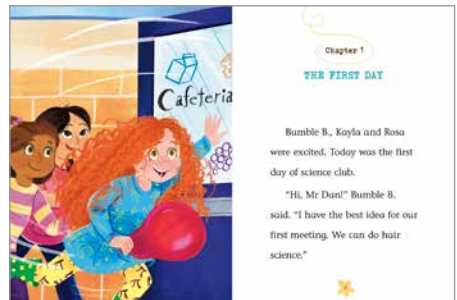 Cafeteria
Chapter 1
THE FIRST DAY
Bumble B., Kayla and Rosa
were excited. Today was the first
day of science club.
"Hi, Mr Dan!" Bumble B.
said. "I have the best idea for our
first meeting. We can do hair
science."